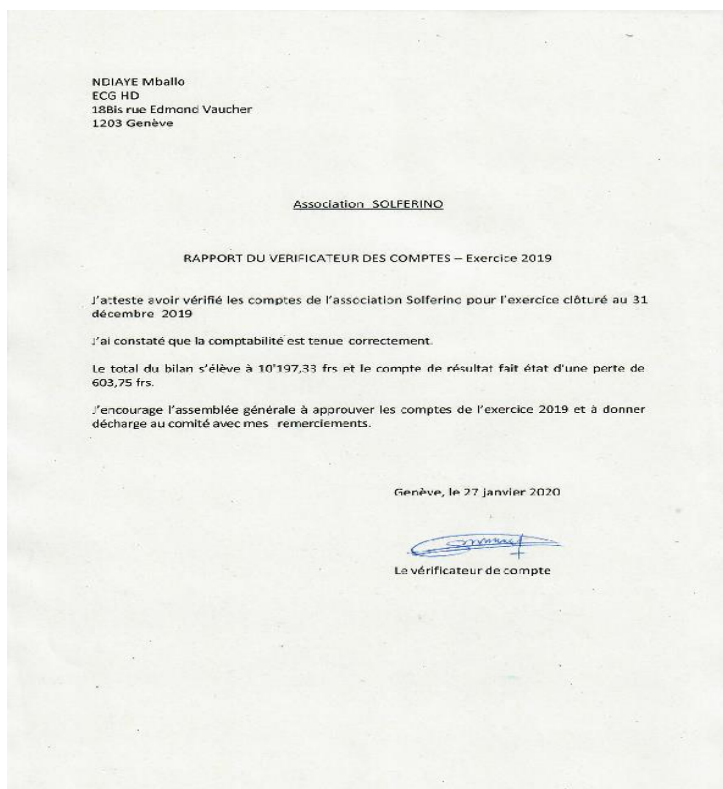 NDIAYE Mballo
ECG HD
18Bis rue Edmond Vaucher
1203 Genève
Association SOLFERINO
RAPPORT DU VERIFICATEUR DES COMPTES – Exercice 2019
J'atteste avoir vérifié les comptes de l'association Solferino pour l'exercice clôturé au 31
décembre 2019
J'ai constaté que la comptabilité est tenue correctement.
Le total du bilan s'élève à 10'197,33 frs et le compte de résultat fait état d'une perte de
603,75 frs.
J'encourage l'assemblée générale à approuver les comptes de l'exercice 2019 et à donner
décharge au comité avec mes remerciements.
Genève, le 27 janvier 2020
Le vérificateur de compte